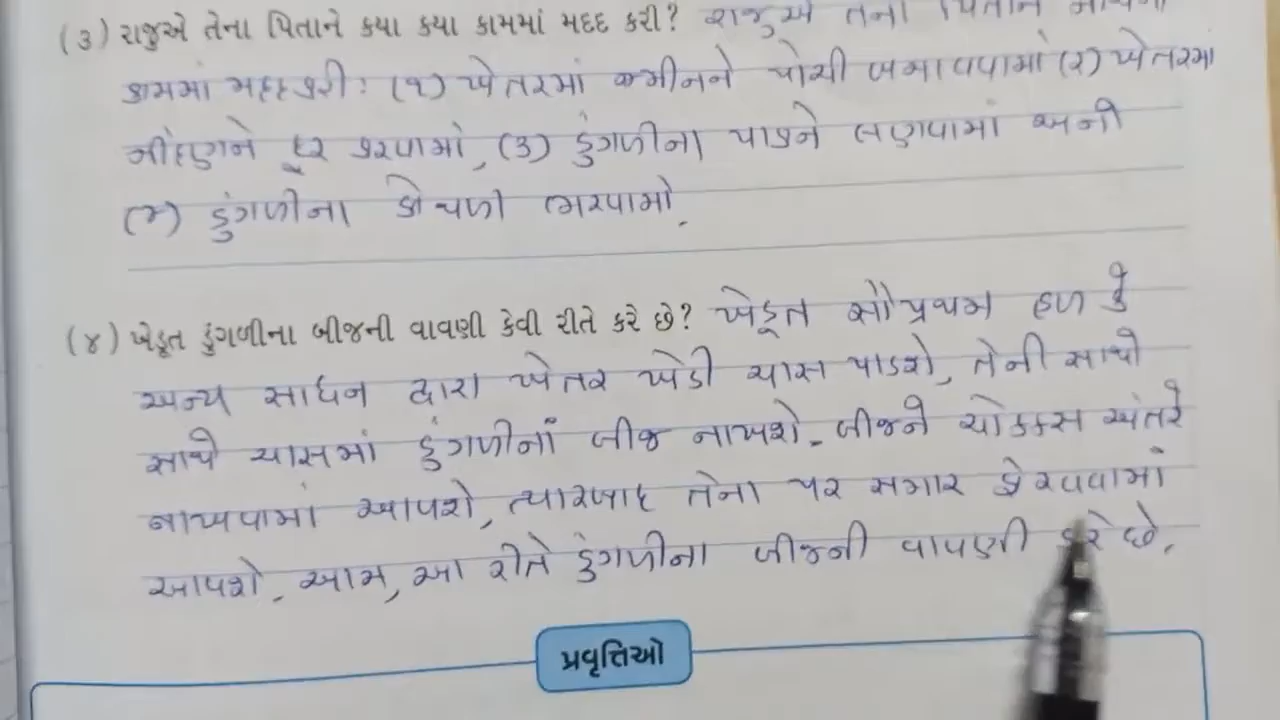 (૩) રાજુએ તેના પિતાને કયા કયા કામમાં મદદ કરી? રાજુએ તેના પિતાને નીચેના
કામમાં મદદ કરી : (૧) ખેતરમાં જમીનને પોચી બનાવવામાં (૨) ખેતરમાં
નીંદણને દૂર કરવામાં, (૩) ડુંગળીના પાકને લણવામાં અને
(૪) ડુંગળીના કોથળી ભરવામાં.
(૪) ખેડૂત ડુંગળીના બીજની વાવણી કેવી રીતે કરે છે? ખેડૂત સૌપ્રથમ હળ કે
અન્ય સાધન દ્વારા ખેતર ખેડી ચાસ પાડશે, તેની સાથે
સાથે ચાસમાં ડુંગળીનાં બીજ નાખશે. બીજને ચોક્કસ અંતરે
નાખવામાં આવશે, ત્યારબાદ તેના પર સમાર ફેરવવામાં
આવશે. આમ, આ રીતે ડુંગળીના બીજની વાવણી કરે છે.
પ્રવૃત્તિઓ